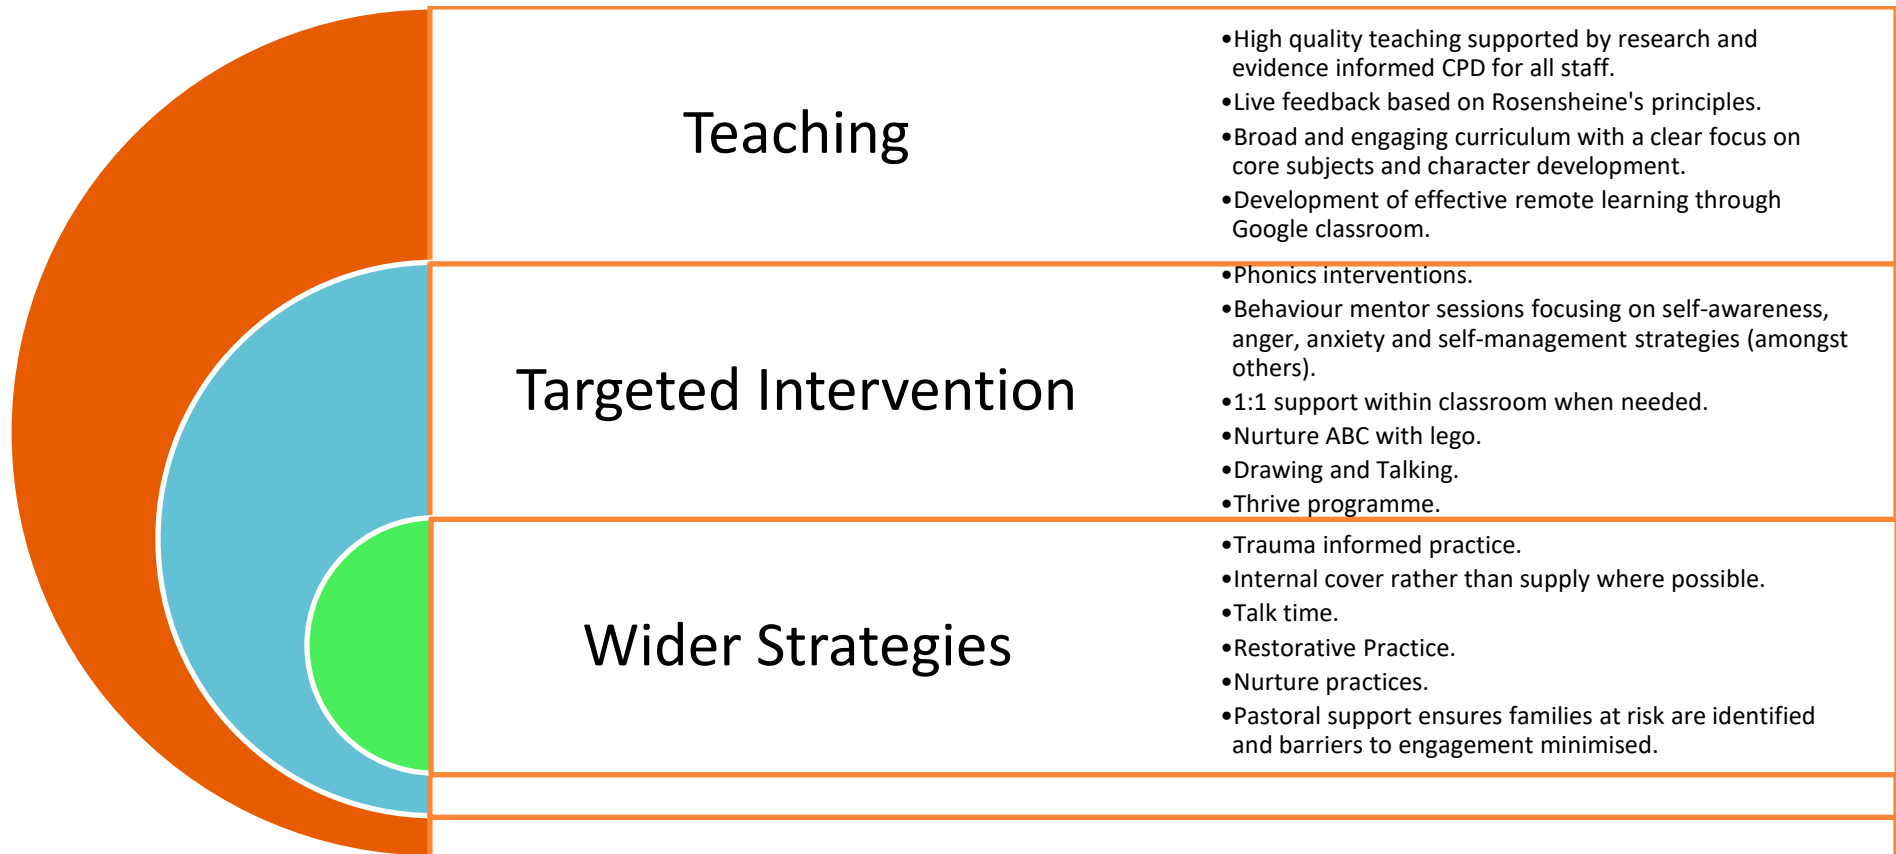 Teaching
•High quality teaching supported by research and
evidence informed CPD for all staff.
•Live feedback based on Rosensheine's principles.
•Broad and engaging curriculum with a clear focus on
core subjects and character development.
•Development of effective remote learning through
Google classroom.
Targeted Intervention
•Phonics interventions.
•Behaviour mentor sessions focusing on self-awareness,
anger, anxiety and self-management strategies (amongst
others).
•1:1 support within classroom when needed.
•Nurture ABC with lego.
•Drawing and Talking.
•Thrive programme.
Wider Strategies
•Trauma informed practice.
•Internal cover rather than supply where possible.
•Talk time.
•Restorative Practice.
•Nurture practices.
•Pastoral support ensures families at risk are identified
and barriers to engagement minimised.